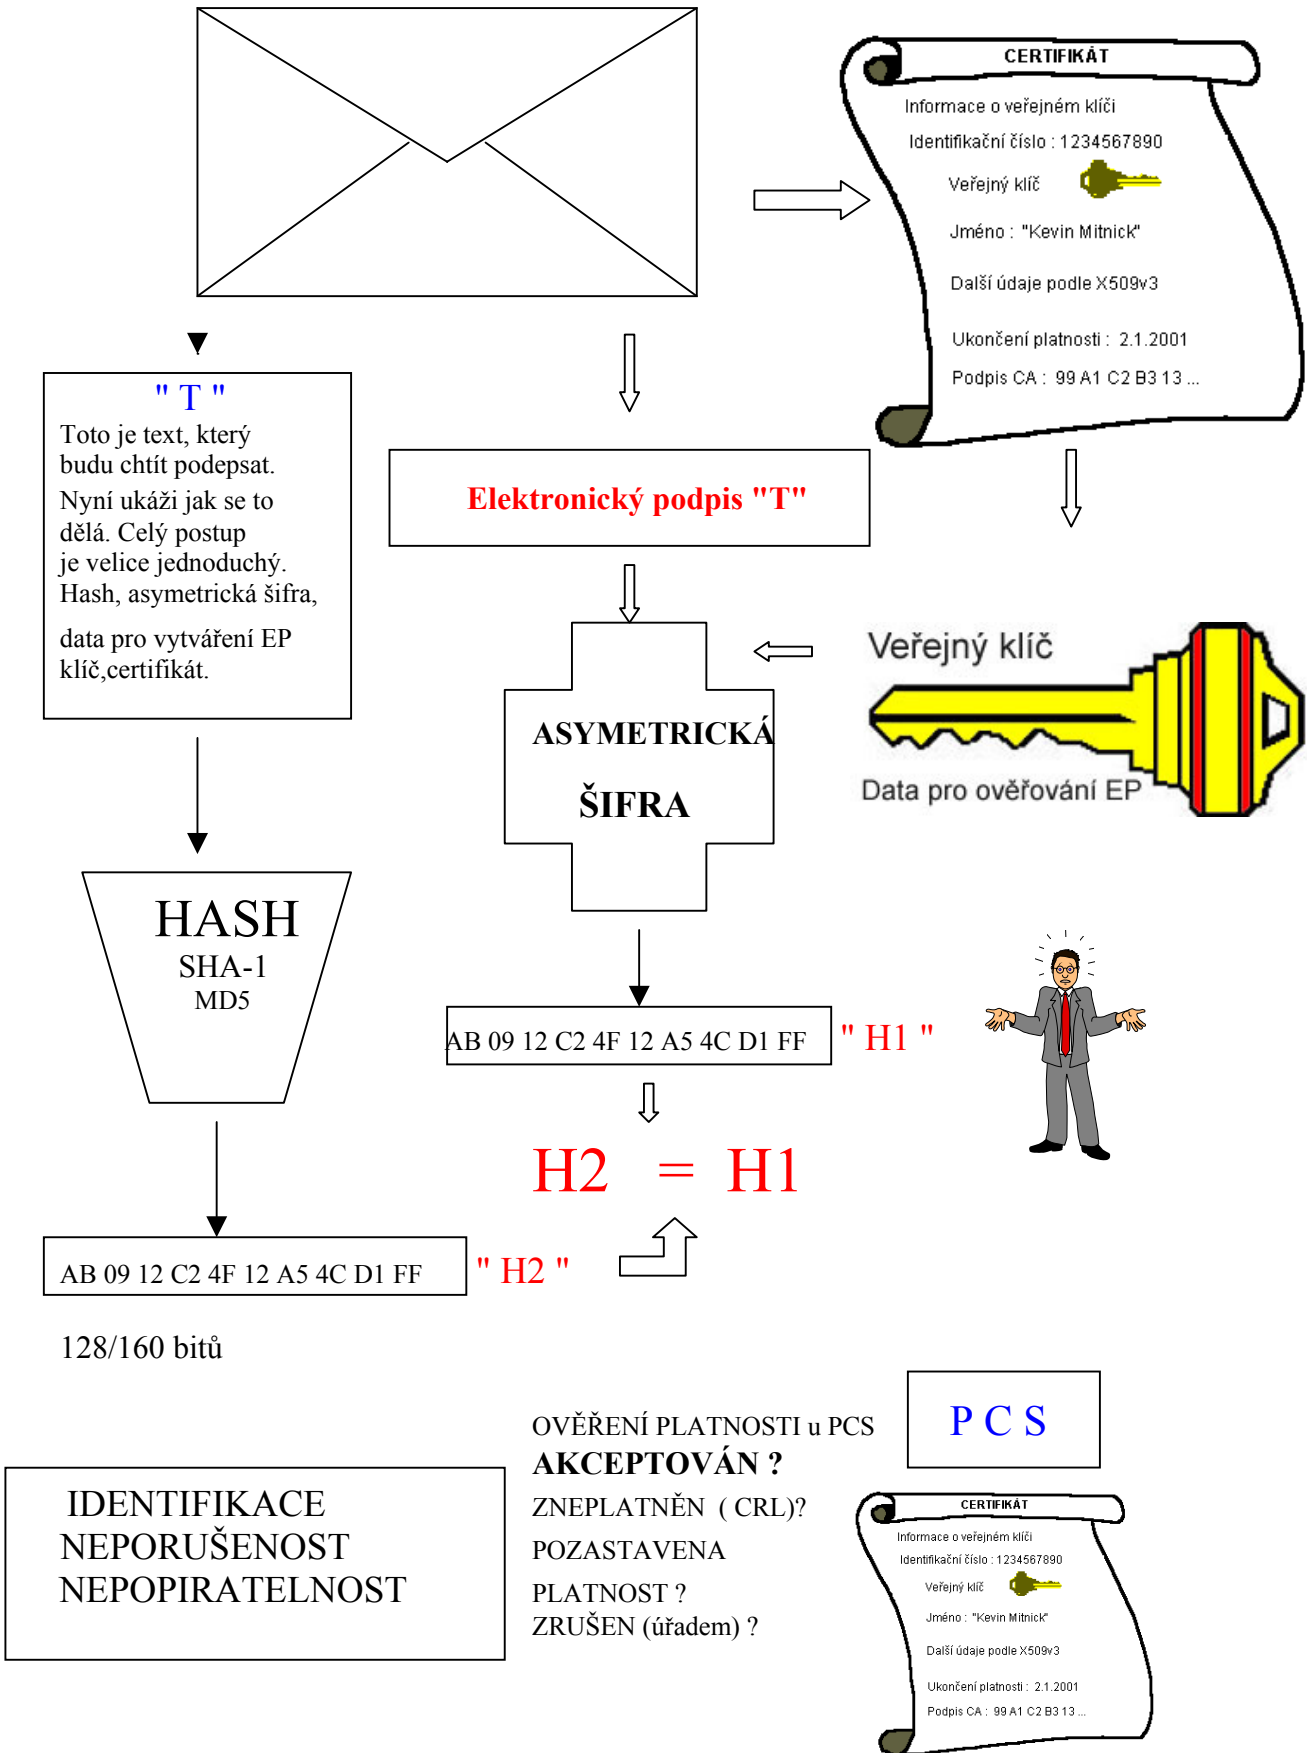 CERTIFIKÁT
Informace o veřejném klíči
Identifikační číslo : 1234567890
Veřejný klíč
Jméno : "Kevin Mitnick"
Další údaje podle X509v3
Ukončení platnosti : 2.1.2001
Podpis CA : 99 A1 C2 B3 13 ...
" T "
Toto je text, který
budu chtít podepsat.
Nyní ukáži jak se to
dělá. Celý postup
je velice jednoduchý.
Hash, asymetrická šifra,
data pro vytváření EP
klíč,certifikát.
Elektronický podpis "T"
ASYMETRICKÁ
ŠIFRA
Veřejný klíč
Data pro ověřování EP
HASH
SHA-1
MD5
AB 09 12 C2 4F 12 A5 4C D1 FF
" H1 "
H2 = H1
AB 09 12 C2 4F 12 A5 4C D1 FF
" H2 "
128/160 bitů
IDENTIFIKACE
NEPORUŠENOST
NEPOPIRATELNOST
OVĚŘENÍ PLATNOSTI u PCS
AKCEPTOVÁN ?
ZNEPLATNĚN ( CRL)?
POZASTAVENA
PLATNOST ?
ZRUŠEN (úřadem) ?
P C S
CERTIFIKÁT
Informace o veřejném klíči
Identifikační číslo : 1234567890
Veřejný klíč
Jméno : "Kevin Mitnick"
Další údaje podle X509v3
Ukončení platnosti : 2.1.2001
Podpis CA : 99 A1 C2 B3 13 ...